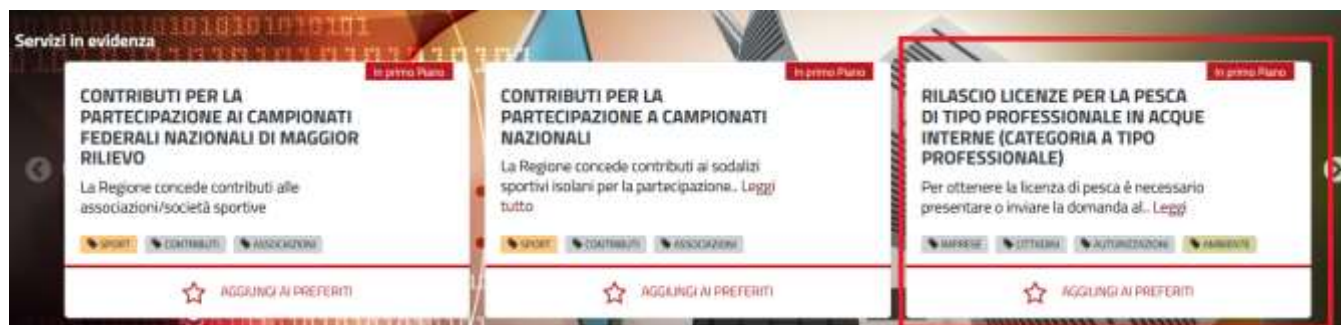 Servizi in evidenza
In primo Piano
CONTRIBUTI PER LA
PARTECIPAZIONE AI CAMPIONATI
FEDERALI NAZIONALI DI MAGGIOR
RILIEVO
La Regione concede contributi alle
associazioni/società sportive
SPORT CONTRIBUTI ASSOCIAZIONI
AGGIUNGI AI PREFERITI
In primo Piano
CONTRIBUTI PER LA
PARTECIPAZIONE A CAMPIONATI
NAZIONALI
La Regione concede contributi ai sodalizi
sportivi isolani per la partecipazione.. Leggi
tutto
SPORT CONTRIBUTI ASSOCIAZIONI
AGGIUNGI AI PREFERITI
In primo Piano
RILASCIO LICENZE PER LA PESCA
DI TIPO PROFESSIONALE IN ACQUE
INTERNE (CATEGORIA A TIPO
PROFESSIONALE)
Per ottenere la licenza di pesca è necessario
presentare o inviare la domanda al.. Leggi
IMPRESE CITTADINI AUTORIZZAZIONI AMBIENTE
AGGIUNGI AI PREFERITI